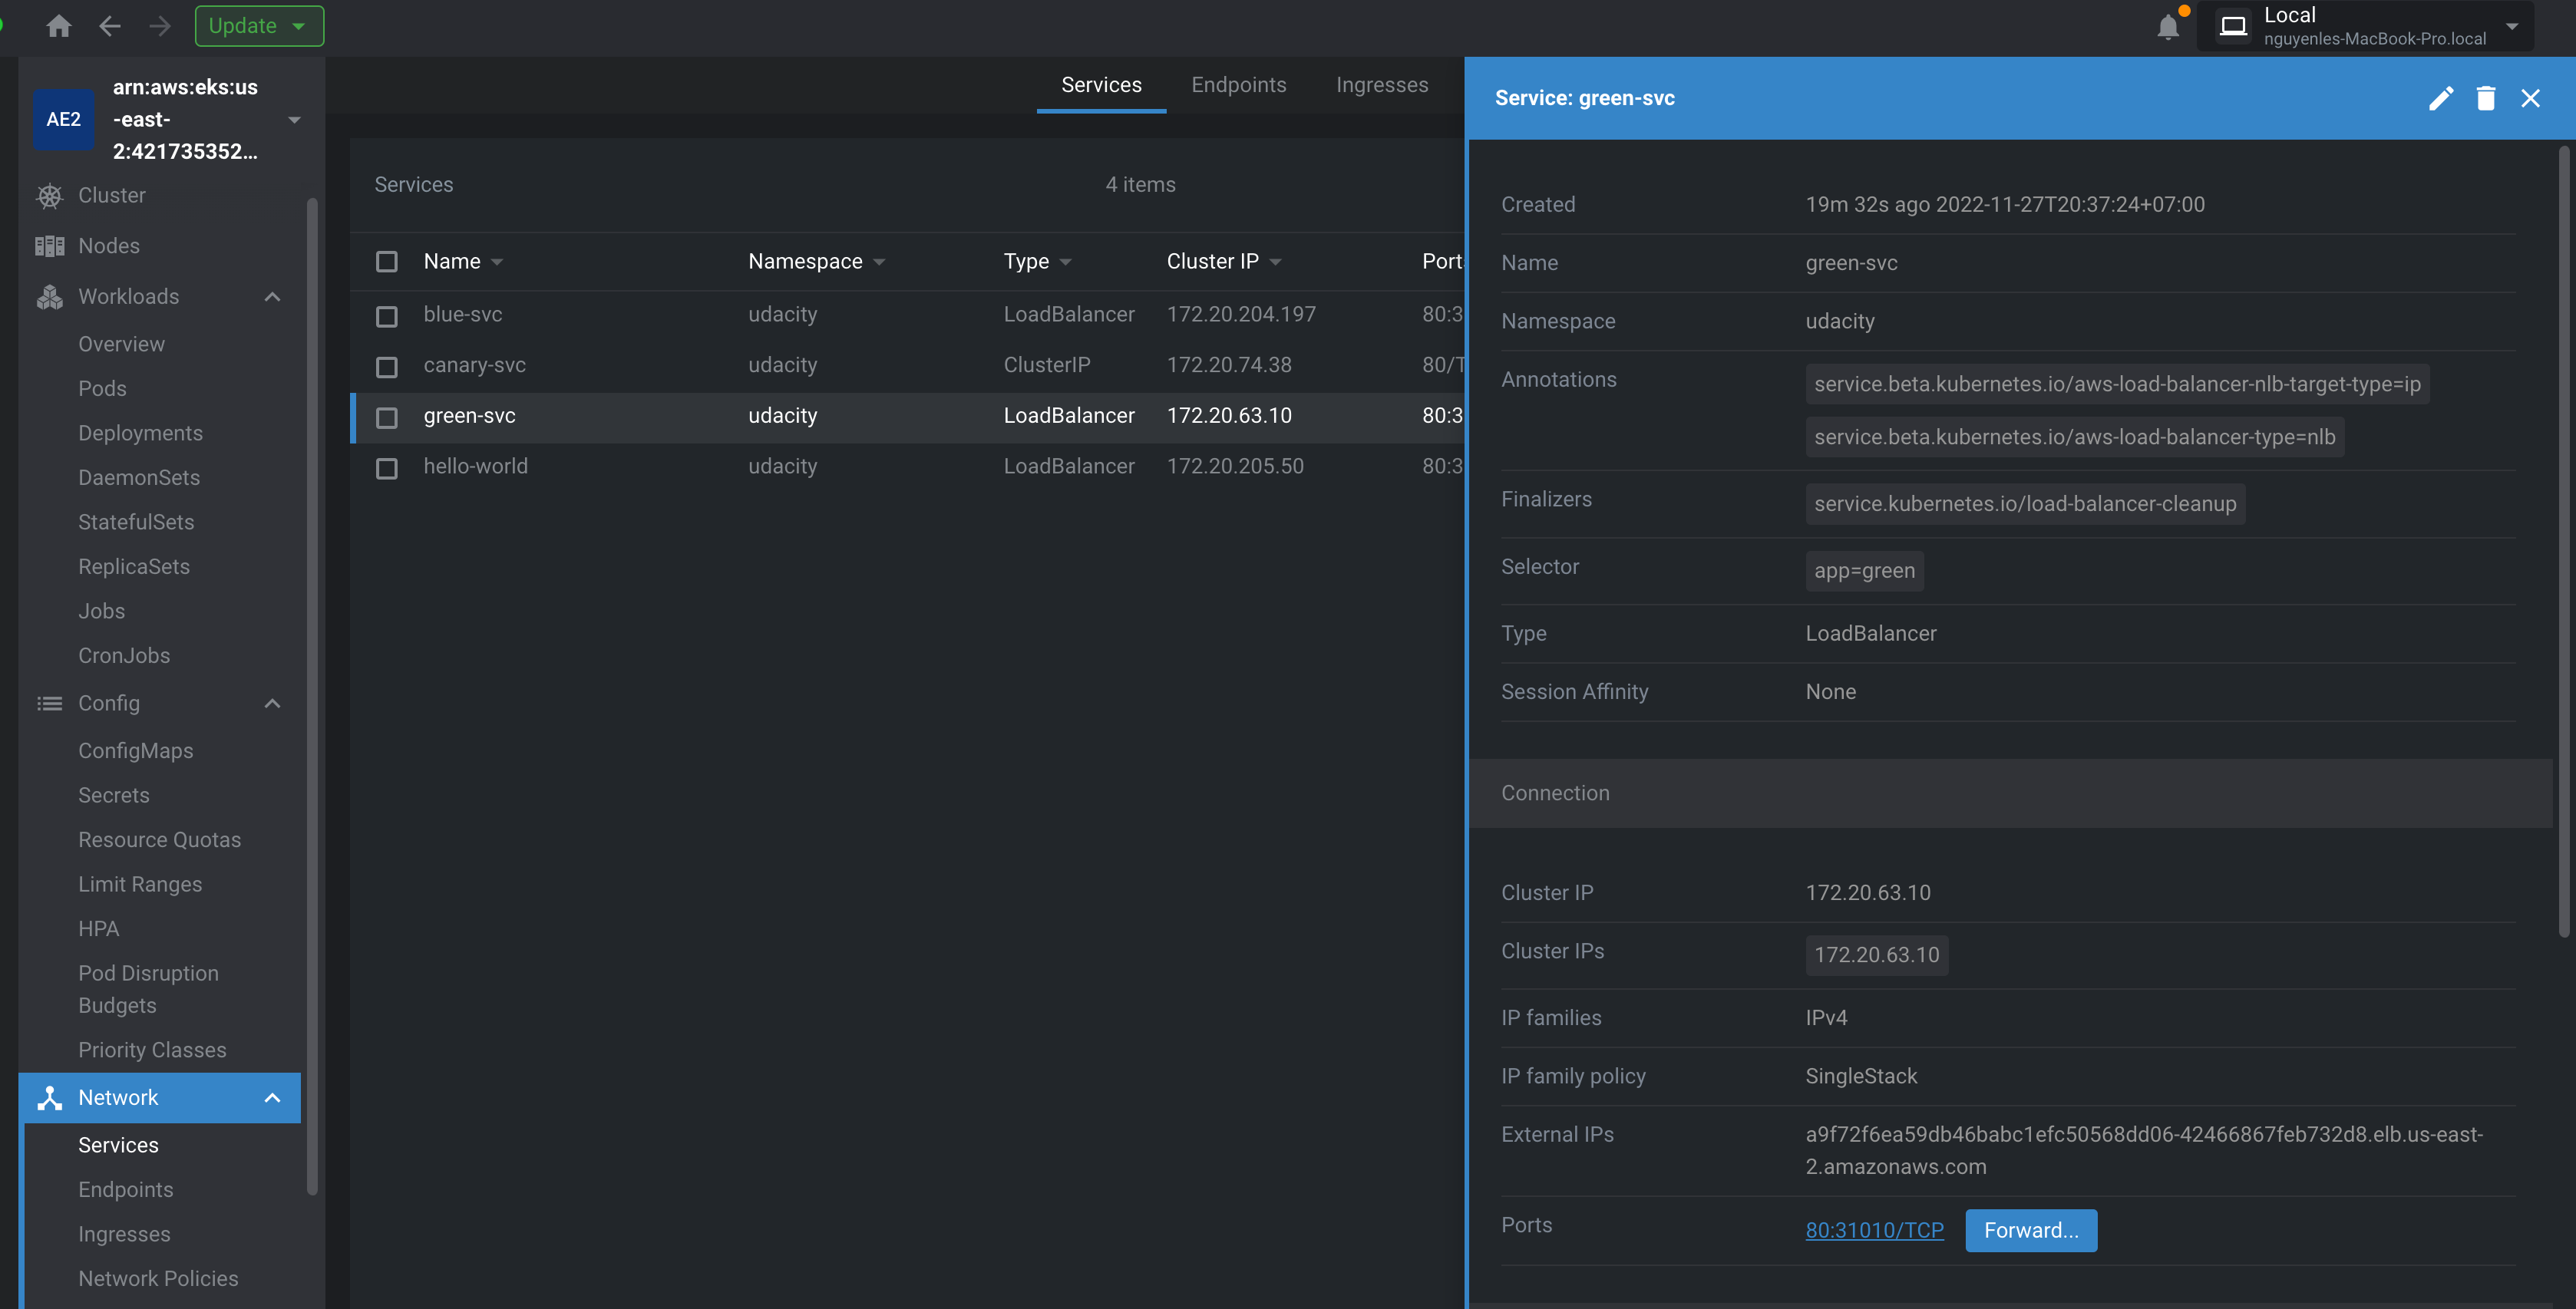 Update
Local
nguyenles-MacBook-Pro.local
AE2
arn:aws:eks:us
-east-
2:421735352...
Cluster
Nodes
Workloads
Overview
Pods
Deployments
DaemonSets
StatefulSets
ReplicaSets
Jobs
CronJobs
Config
ConfigMaps
Secrets
Resource Quotas
Limit Ranges
HPA
Pod Disruption
Budgets
Priority Classes
Network
Services
Endpoints
Ingresses
Network Policies
Services Endpoints Ingresses
Services 4 items
Name Namespace Type Cluster IP Port
blue-svc udacity LoadBalancer 172.20.204.197 80:3
canary-svc udacity ClusterIP 172.20.74.38 80/T
green-svc udacity LoadBalancer 172.20.63.10 80:3
hello-world udacity LoadBalancer 172.20.205.50 80:3
Service: green-svc
Created 19m 32s ago 2022-11-27T20:37:24+07:00
Name green-svc
Namespace udacity
Annotations service.beta.kubernetes.io/aws-load-balancer-nlb-target-type=ip
service.beta.kubernetes.io/aws-load-balancer-type=nlb
Finalizers service.kubernetes.io/load-balancer-cleanup
Selector app=green
Type LoadBalancer
Session Affinity None
Connection
Cluster IP 172.20.63.10
Cluster IPs 172.20.63.10
IP families IPv4
IP family policy SingleStack
External IPs a9f72f6ea59db46babc1efc50568dd06-42466867feb732d8.elb.us-east-
2.amazonaws.com
Ports 80:31010/TCP Forward...